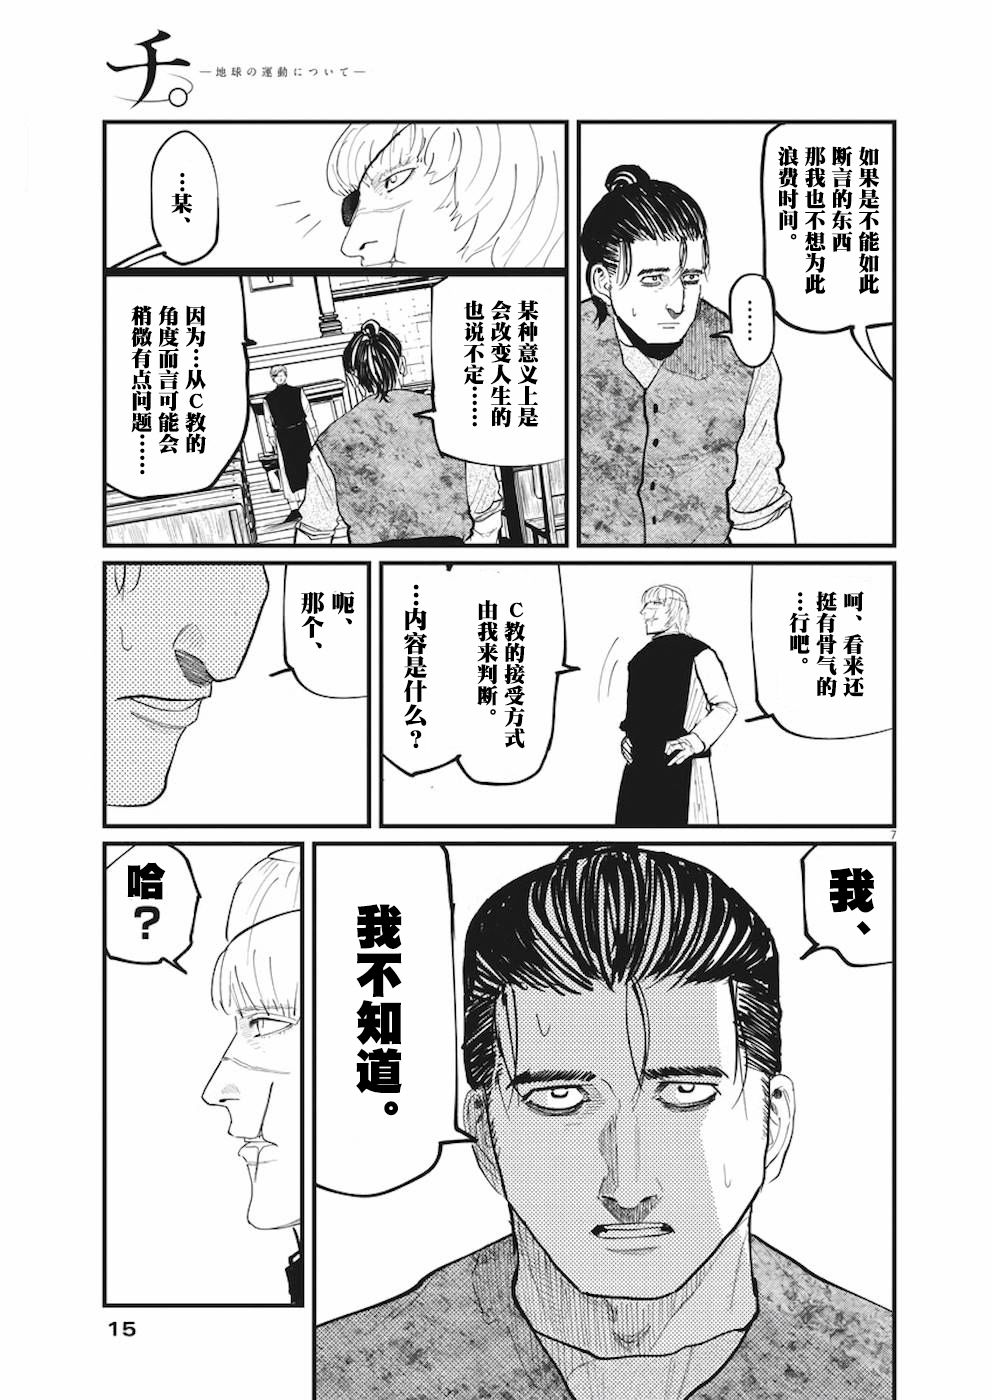 チ。
―地球の運動について―
如果是不能如此
断言的东西
那我也不想为此
浪费时间。
……
…某、
某种意义上是
会改变人生的
也说不定……
因为…从C教的
角度而言可能会
稍微有点问题……
呵、看来还
挺有骨气的
…行吧。
C教的接受方式
由我来判断。
…内容是什么？
呃、
那个、
7
我、
我不知道。
哈？
15